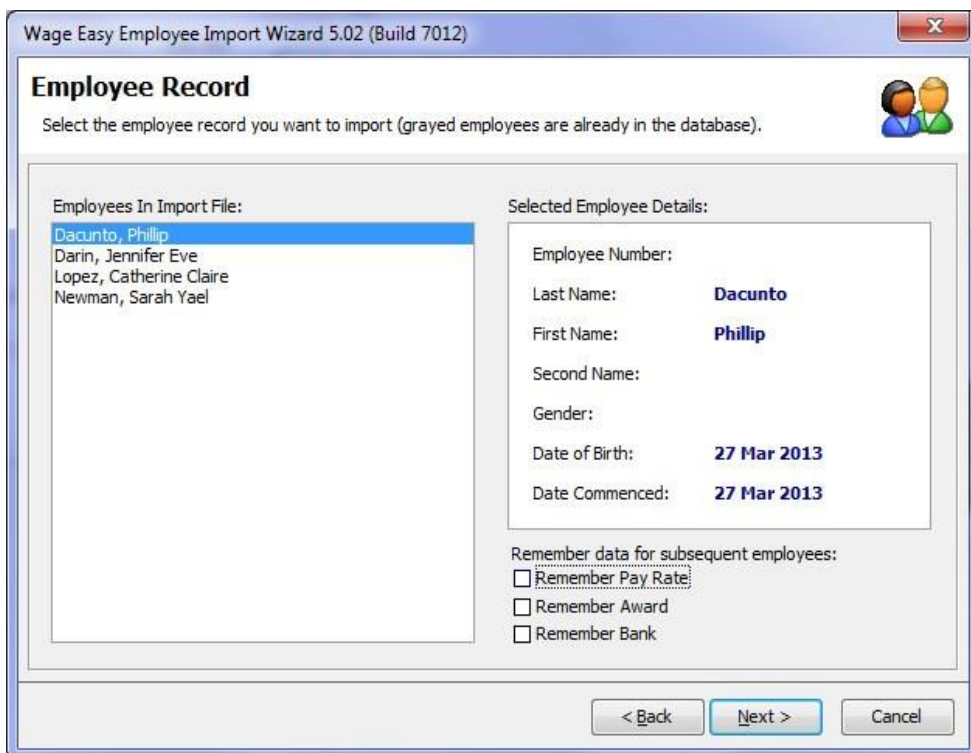 Wage Easy Employee Import Wizard 5.02 (Build 7012)
Employee Record
Select the employee record you want to import (grayed employees are already in the database).
Employees In Import File:
Dacunto, Phillip
Darin, Jennifer Eve
Lopez, Catherine Claire
Newman, Sarah Yael
Selected Employee Details:
Employee Number:
Last Name: Dacunto
First Name: Phillip
Second Name:
Gender:
Date of Birth: 27 Mar 2013
Date Commenced: 27 Mar 2013
Remember data for subsequent employees:
Remember Pay Rate
Remember Award
Remember Bank
< Back Next > Cancel